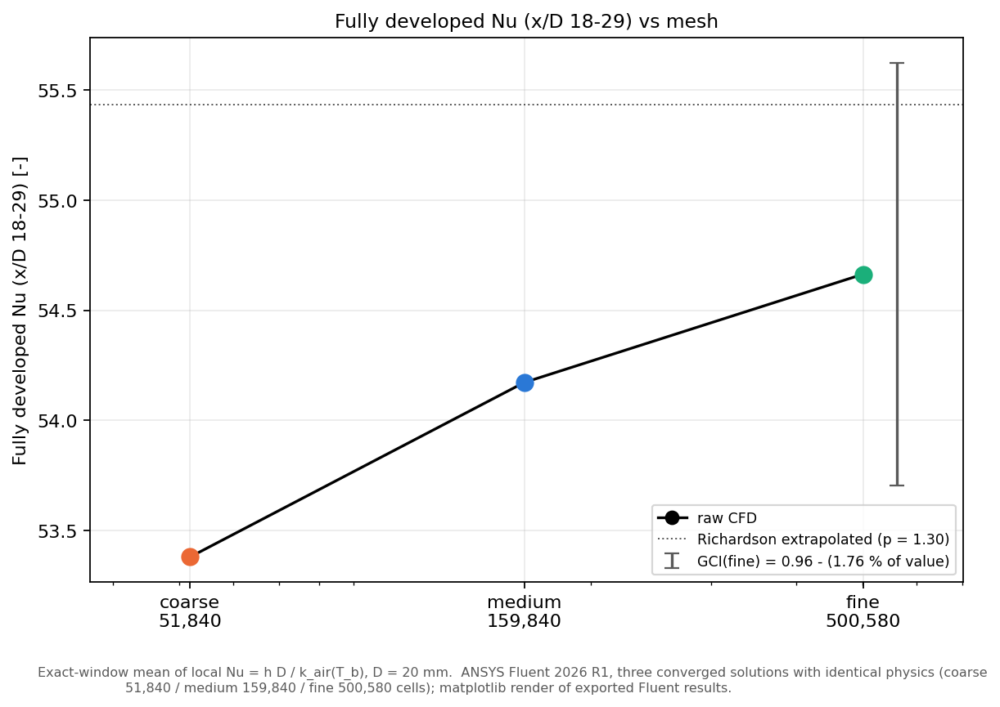 Fully developed Nu (x/D 18-29) vs mesh
Fully developed Nu (x/D 18-29) [-]
55.5
55.0
54.5
54.0
53.5
raw CFD
Richardson extrapolated (p = 1.30)
GCI(fine) = 0.96 - (1.76 % of value)
coarse
51,840
medium
159,840
fine
500,580
Exact-window mean of local Nu = h D / k_air(T_b), D = 20 mm.  ANSYS Fluent 2026 R1, three converged solutions with identical physics (coarse
51,840 / medium 159,840 / fine 500,580 cells); matplotlib render of exported Fluent results.